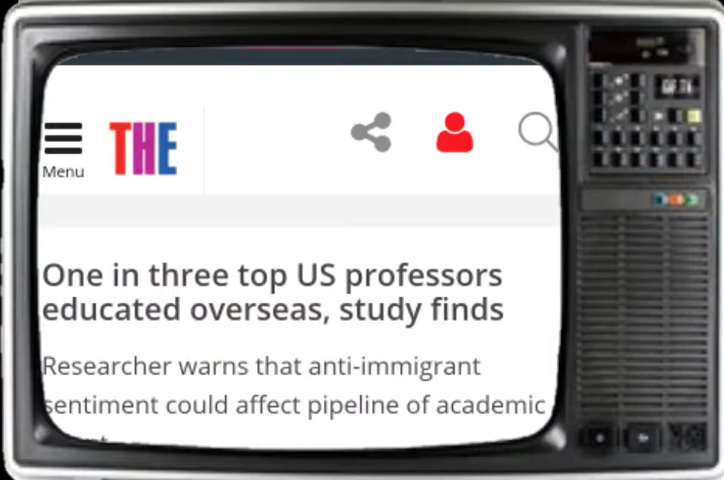 THE
Menu
One in three top US professors
educated overseas, study finds
Researcher warns that anti-immigrant
sentiment could affect pipeline of academic